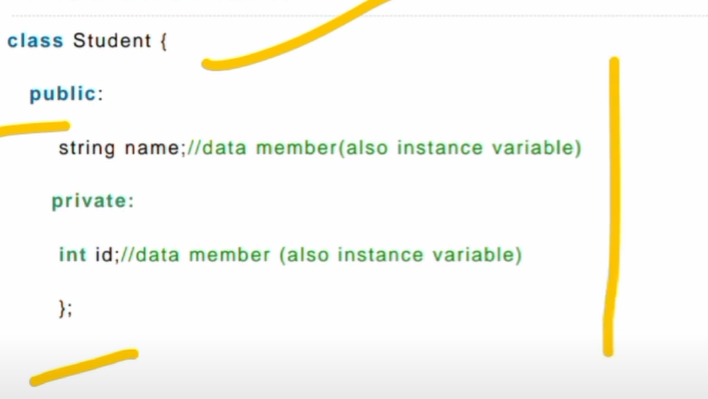 class Student {
public:
string name;//data member(also instance variable)
private:
int id;//data member (also instance variable)
};